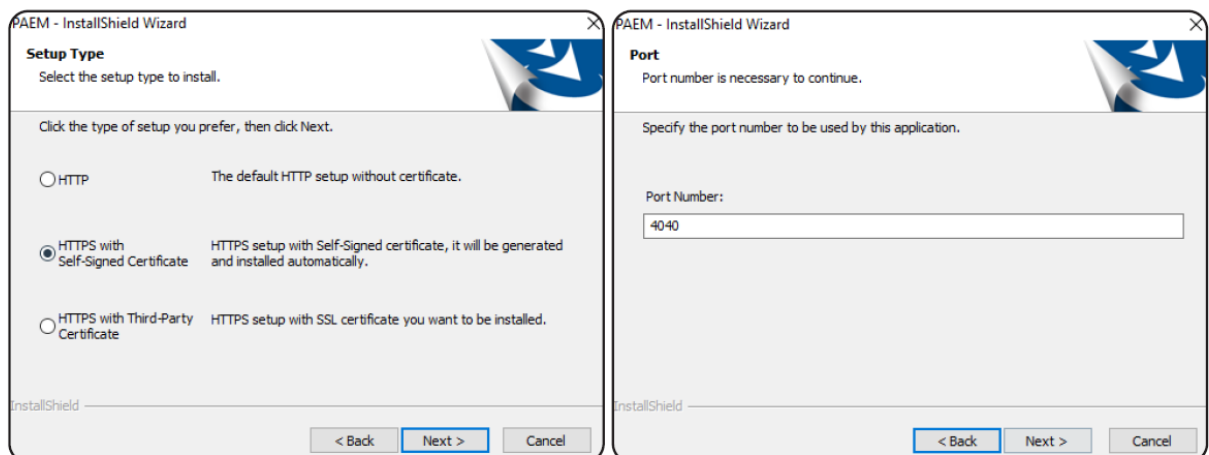 PAEM - InstallShield Wizard
Setup Type
Select the setup type to install.
Click the type of setup you prefer, then click Next.
HTTP
The default HTTP setup without certificate.
HTTPS with
Self-Signed Certificate
HTTPS setup with Self-Signed certificate, it will be generated
and installed automatically.
HTTPS with Third-Party
Certificate
HTTPS setup with SSL certificate you want to be installed.
InstallShield
< Back
Next >
Cancel
PAEM - InstallShield Wizard
Port
Port number is necessary to continue.
Specify the port number to be used by this application.
Port Number:
4040
InstallShield
< Back
Next >
Cancel